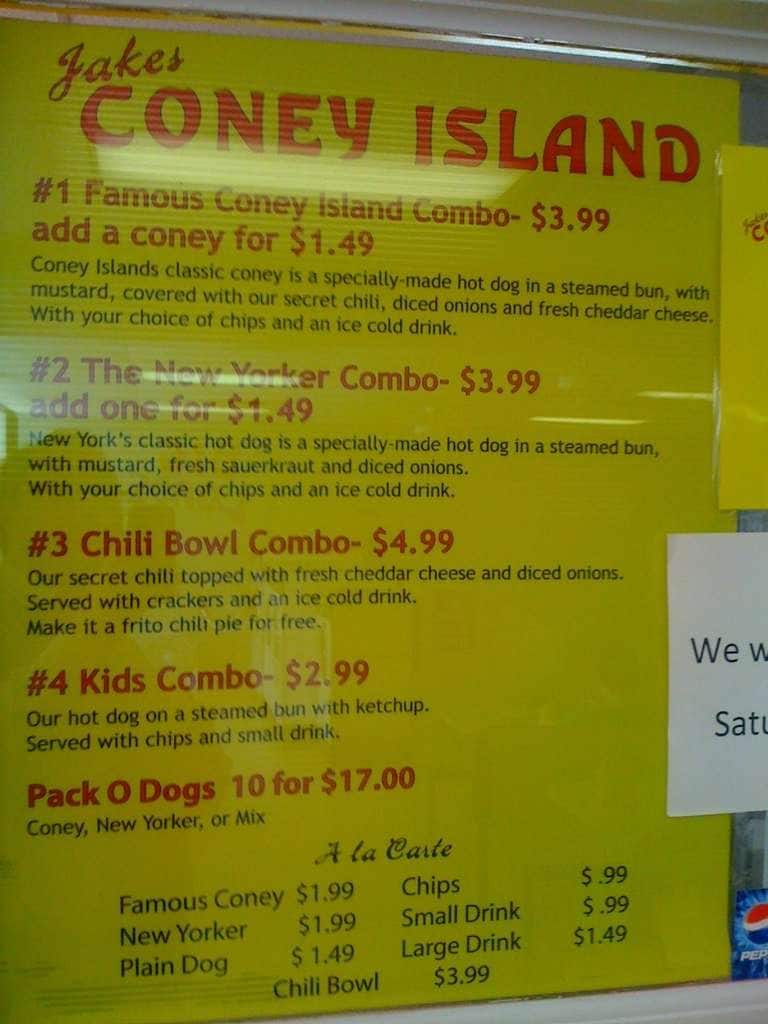 Jakes
CONEY ISLAND
#1 Famous Coney Island Combo- $3.99
add a coney for $1.49
Coney Islands classic coney is a specially-made hot dog in a steamed bun, with
mustard, covered with our secret chili, diced onions and fresh cheddar cheese.
With your choice of chips and an ice cold drink.
#2 The New Yorker Combo- $3.99
add one for $1.49
New York's classic hot dog is a specially-made hot dog in a steamed bun,
with mustard, fresh sauerkraut and diced onions.
With your choice of chips and an ice cold drink.
#3 Chili Bowl Combo- $4.99
Our secret chili topped with fresh cheddar cheese and diced onions.
Served with crackers and an ice cold drink.
Make it a frito chili pie for free.
#4 Kids Combo- $2.99
Our hot dog on a steamed bun with ketchup.
Served with chips and small drink.
Pack O Dogs 10 for $17.00
Coney, New Yorker, or Mix
A la Carte
Famous Coney $1.99 Chips $ .99
New Yorker $1.99 Small Drink $ .99
Plain Dog $ 1.49 Large Drink $1.49
Chili Bowl $3.99
We w
Satu
PEP